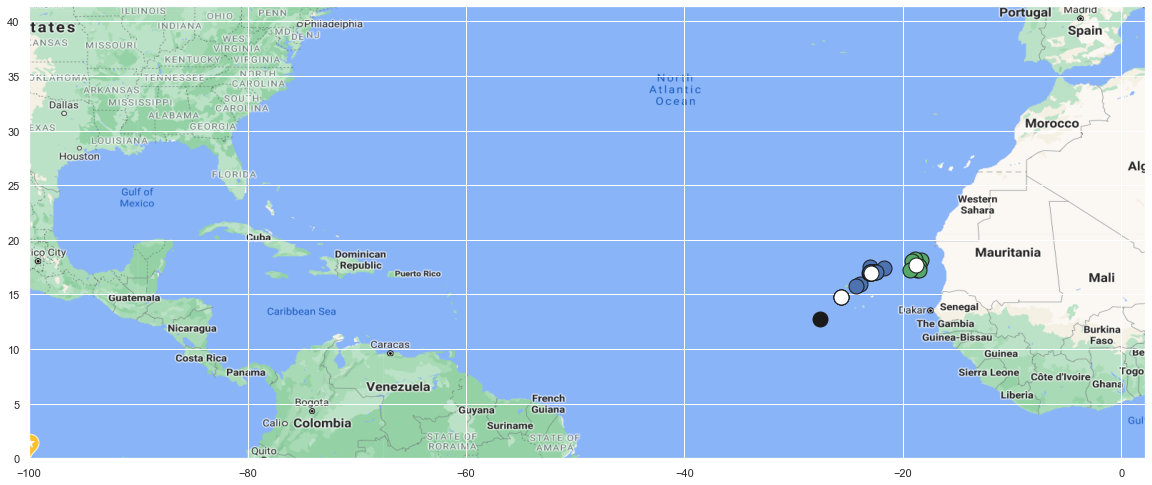 ILLINOIS
OHIO
PENN
Philadelphia
tates
INDIANA
MD
DE
NJ
ANSAS
MISSOURI
WEST
VIRGINIA
KENTUCKY
VIRGINIA
OKLAHOMA
TENNESSEE
NORTH
CAROLINA
ARKANSAS
SOUTH
CAROLINA
MISSISSIPPI
Dallas
ALABAMA
GEORGIA
EXAS
LOUISIANA
Houston
FLORIDA
Gulf of
Mexico
Cuba
ico City
Dominican
Republic
Puerto Rico
Guatemala
Caribbean Sea
Nicaragua
Costa Rica
Panama
Caracas
Venezuela
Bogota
Cali
Colombia
Guyana
French
Guiana
Suriname
STATE OF
RORAIMA
STATE OF
AMAPA
Quito
North
Atlantic
Ocean
Portugal
Madrid
Spain
Morocco
Alg
Western
Sahara
Mauritania
Mali
Dakar
Senegal
The Gambia
Guinea-Bissau
Burkina
Faso
Guinea
Be
Sierra Leone
Côte d'Ivoire
Togo
Ghana
Liberia
Gul
40
35
30
25
20
15
10
5
0
−100
−80
−60
−40
−20
0